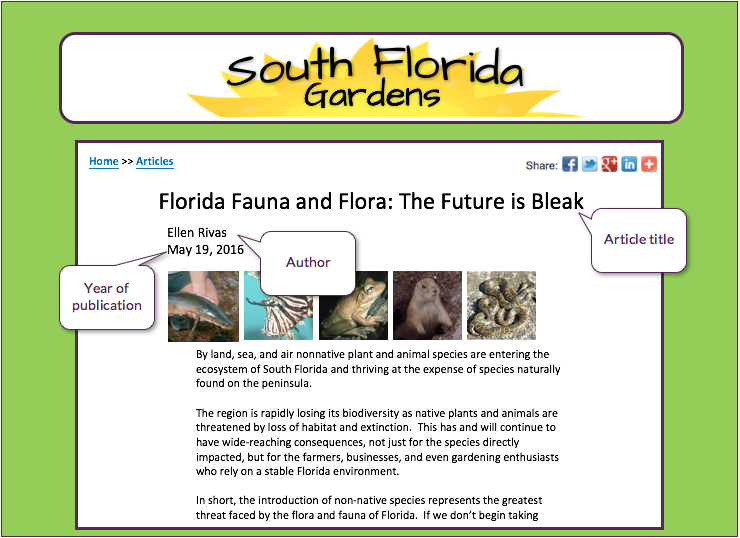 South Florida
Gardens
Home >> Articles
Share:
Florida Fauna and Flora: The Future is Bleak
Article title
Ellen Rivas
May 19, 2016
Author
Year of
publication
By land, sea, and air nonnative plant and animal species are entering the
ecosystem of South Florida and thriving at the expense of species naturally
found on the peninsula.
The region is rapidly losing its biodiversity as native plants and animals are
threatened by loss of habitat and extinction.  This has and will continue to
have wide-reaching consequences, not just for the species directly
impacted, but for the farmers, businesses, and even gardening enthusiasts
who rely on a stable Florida environment.
In short, the introduction of non-native species represents the greatest
threat faced by the flora and fauna of Florida.  If we don’t begin taking